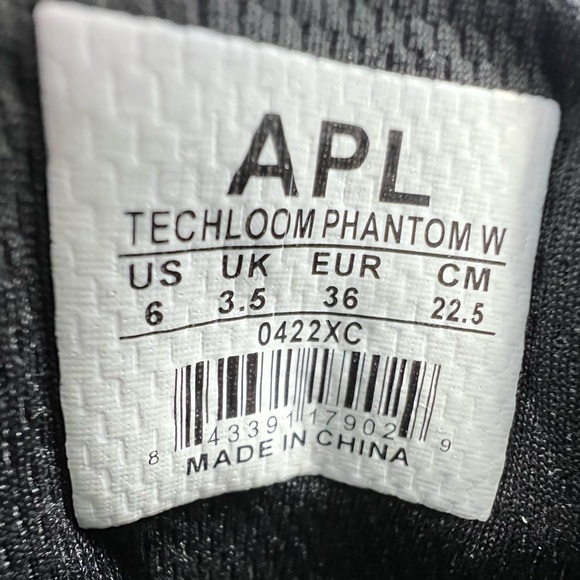 APL
TECHLOOM PHANTOM W
US UK EUR CM
6 3.5 36 22.5
0422XC
8 43391 17902 9
MADE IN CHINA